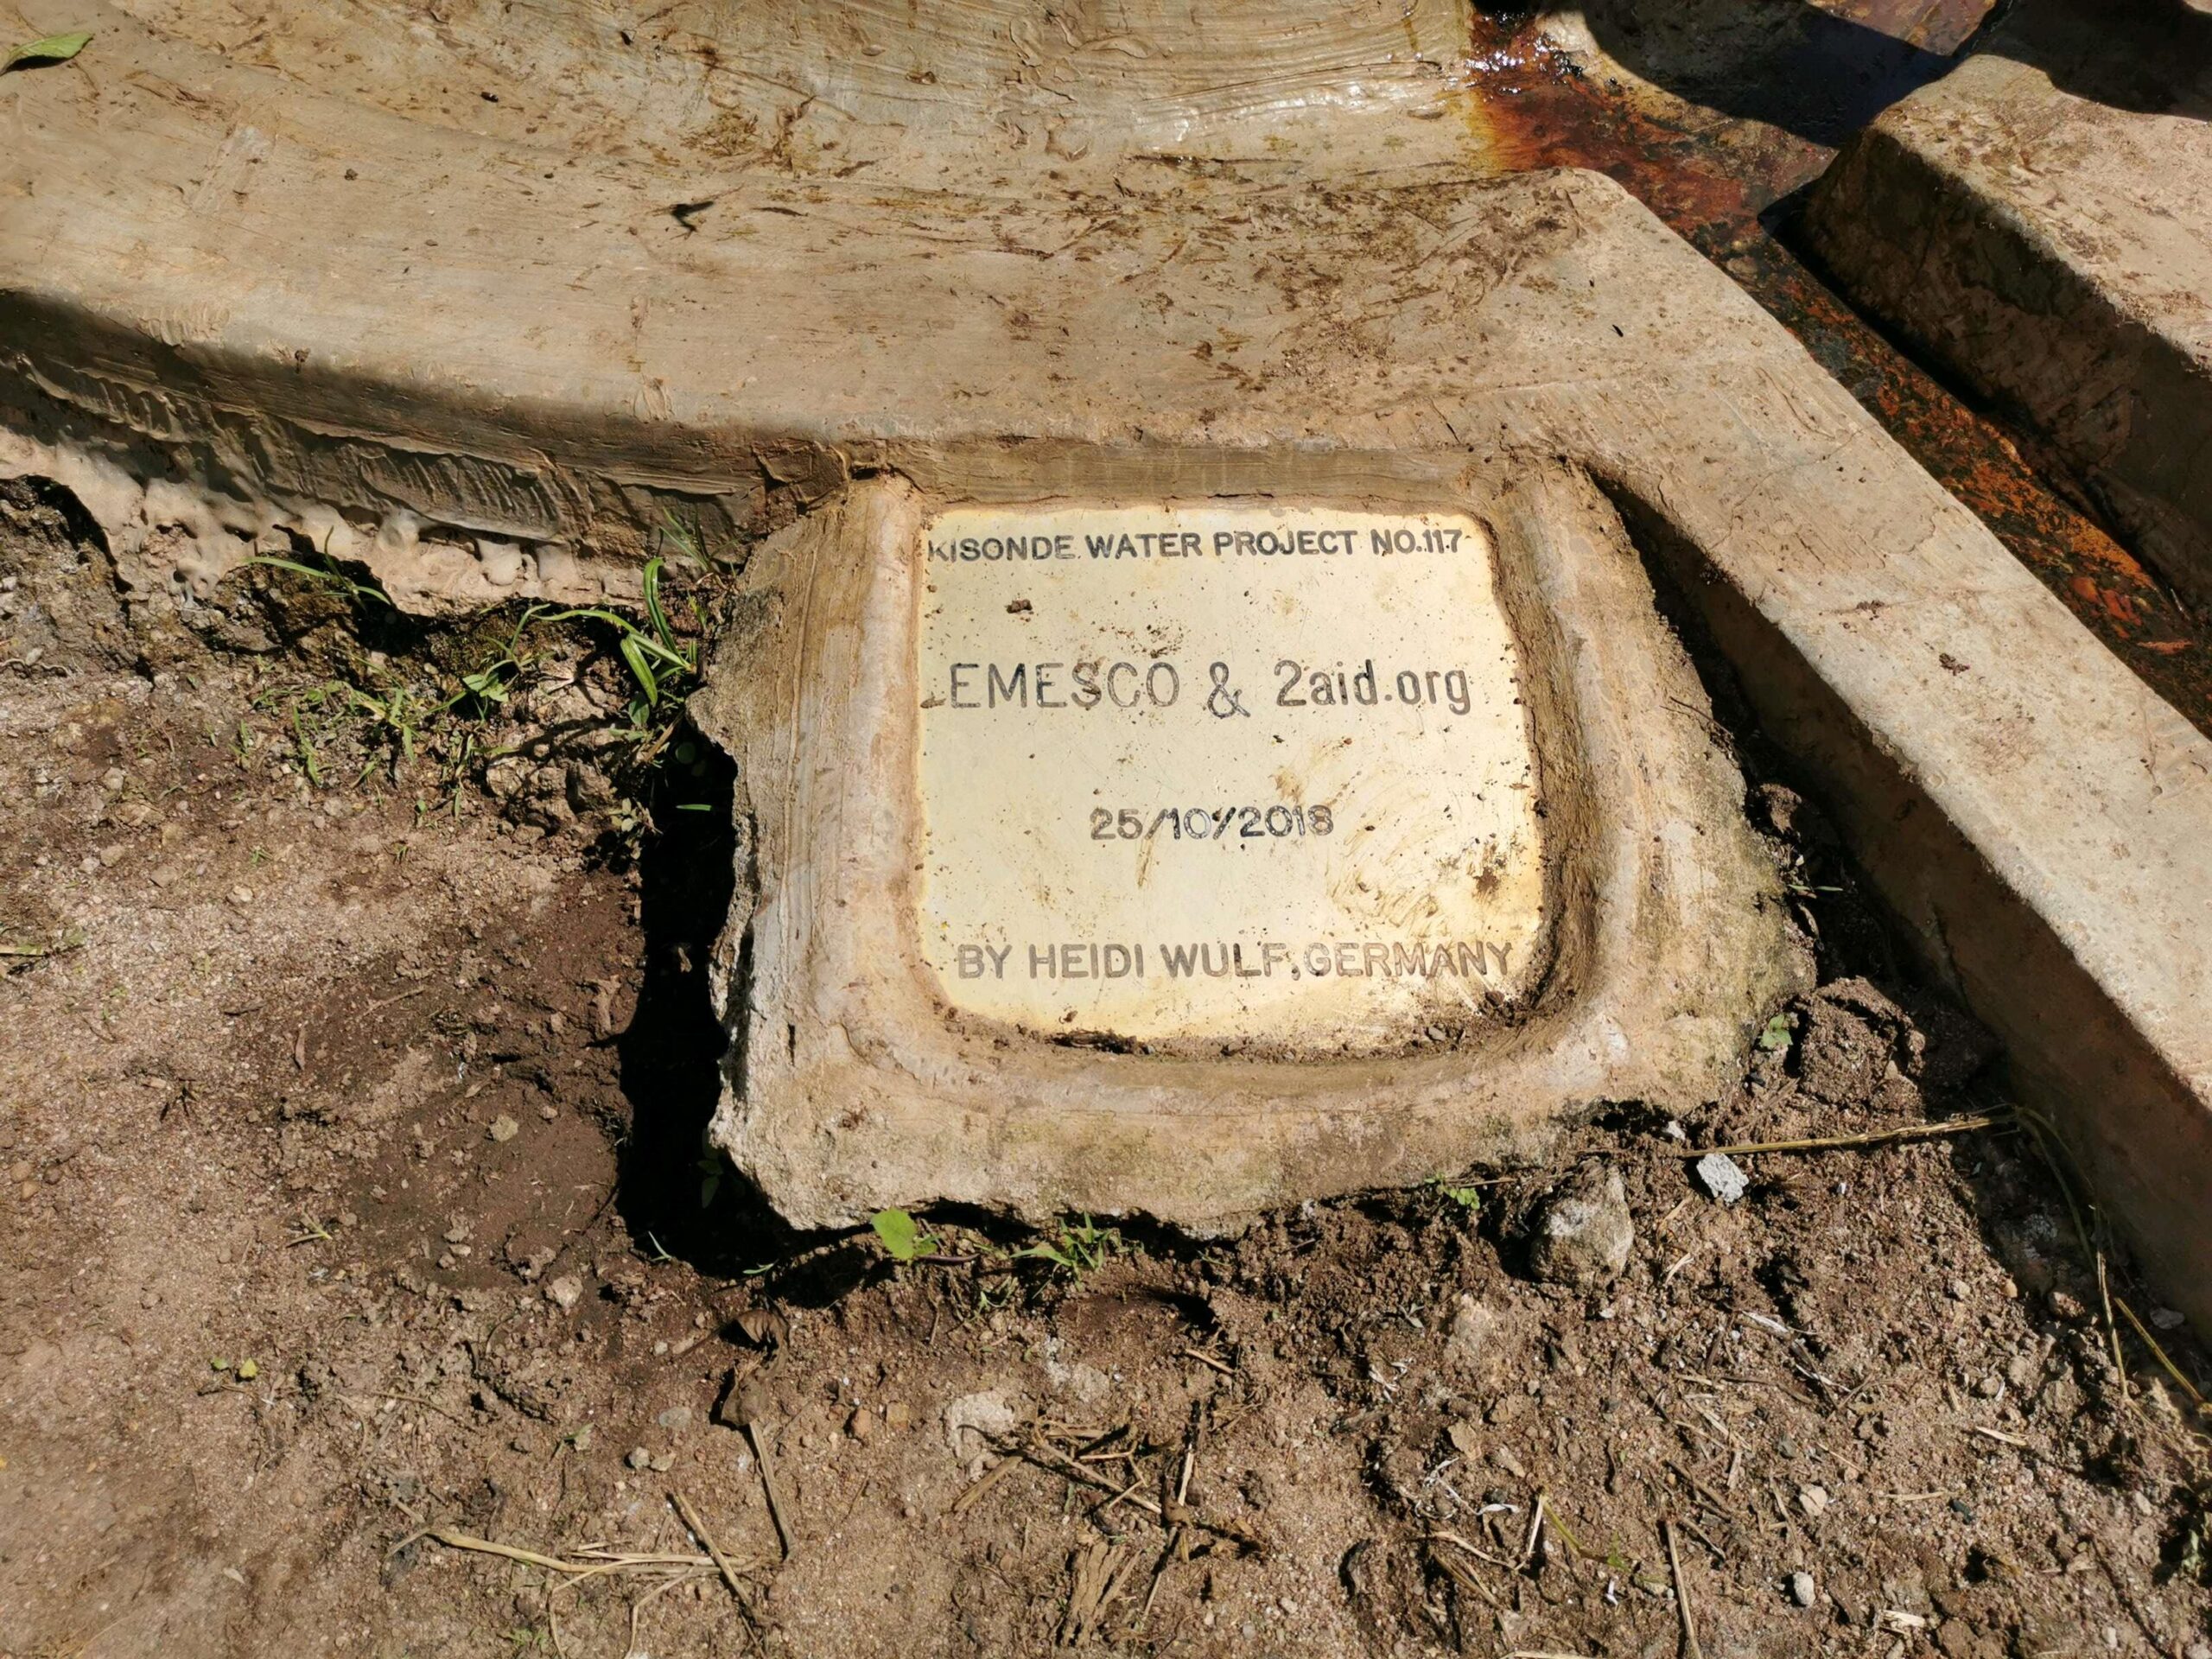 KISONDE WATER PROJECT NO.117
EMESCO & 2aid.org
25/10/2018
BY HEIDI WULF, GERMANY